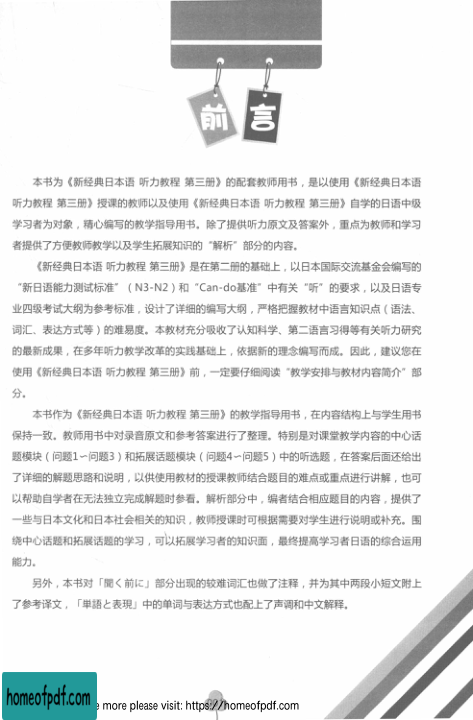 前言
本书为《新经典日本语 听力教程 第三册》的配套教师用书，是以使用《新经典日本语
听力教程 第三册》授课的教师以及使用《新经典日本语 听力教程 第三册》自学的日语中级
学习者为对象，精心编写的教学指导用书。除了提供听力原文及答案外，重点为教师和学习
者提供了方便教师教学以及学生拓展知识的“解析”部分的内容。
《新经典日本语 听力教程 第三册》是在第二册的基础上，以日本国际交流基金会编写的
“新日语能力测试标准”（N3-N2）和“Can-do基准”中有关“听”的要求，以及日语专
业四级考试大纲为参考标准，设计了详细的编写大纲，严格把握教材中语言知识点（语法、
词汇、表达方式等）的难易度。本教材充分吸收了认知科学、第二语言习得等有关听力研究
的最新成果，在多年听力教学改革的实践基础上，依据新的理念编写而成。因此，建议您在
使用《新经典日本语 听力教程 第三册》前，一定要仔细阅读“教学安排与教材内容简介”部
分。
本书作为《新经典日本语 听力教程 第三册》的教学指导用书，在内容结构上与学生用书
保持一致。教师用书中对录音原文和参考答案进行了整理。特别是对课堂教学内容的中心话
题模块（问题1～问题3）和拓展话题模块（问题4～问题5）中的听选题，在答案后面还给出
了详细的解题思路和说明，以供使用教材的授课教师结合题目的难点或重点进行讲解，也可
以帮助自学者在无法独立完成解题时参看。解析部分中，编者结合相应题目的内容，提供了
一些与日本文化和日本社会相关的知识，教师授课时可根据需要对学生进行说明或补充。围
绕中心话题和拓展话题的学习，可以拓展学习者的知识面，最终提高学习者日语的综合运用
能力。
另外，本书对「聞く前に」部分出现的较难词汇也做了注释，并为其中两段小短文附上
了参考译文，「単語と表現」中的单词与表达方式也配上了声调和中文解释。
homeofpdf.com
e more please visit: https://homeofpdf.com